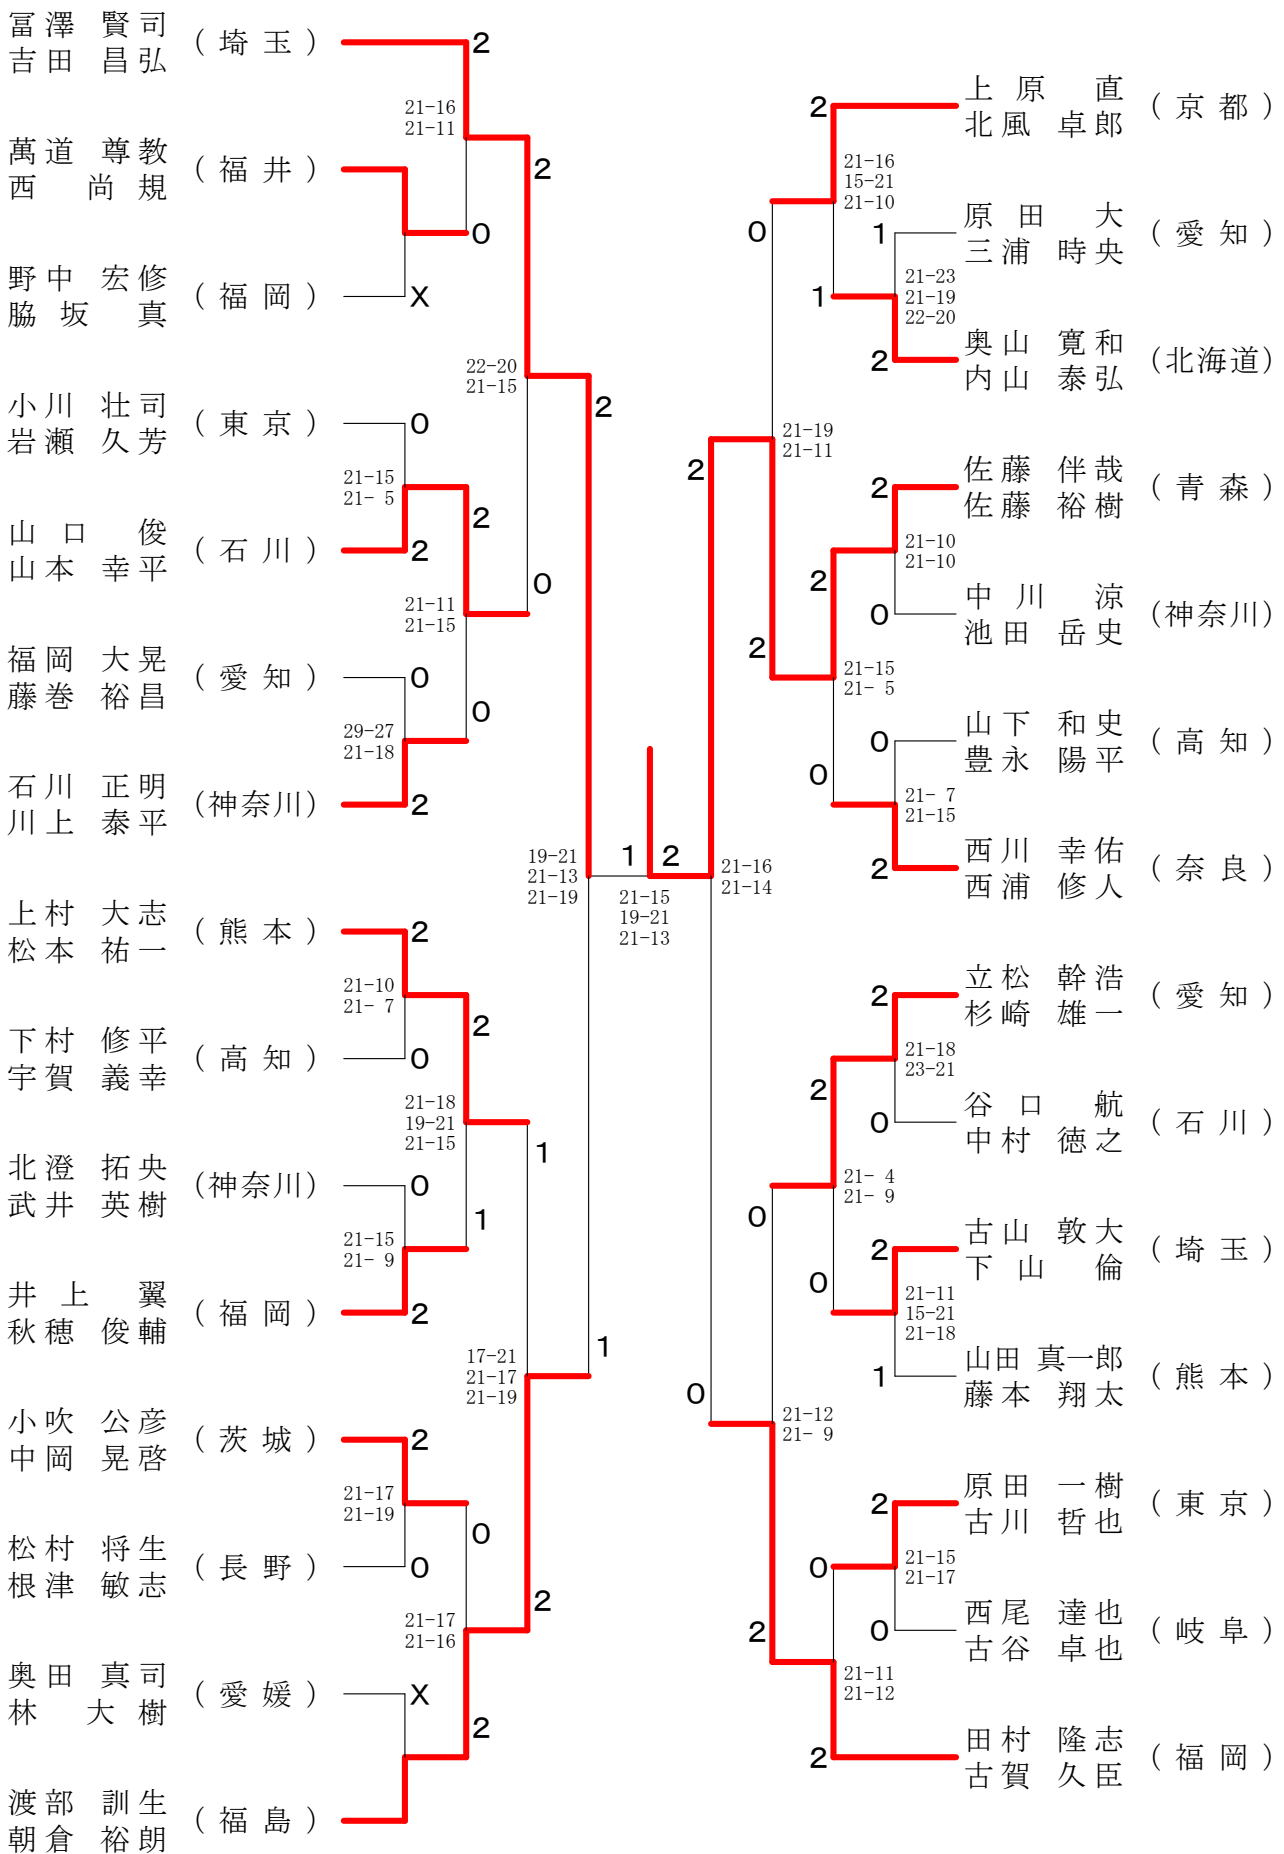 冨澤 賢司
吉田 昌弘
(埼玉)
2
21-16
21-11
2
萬道 尊教
西 尚規
(福井)
0
野中 宏修
脇坂 真
(福岡)
X
22-20
21-15
2
小川 壮司
岩瀬 久芳
(東京)
0
21-15
21- 5
2
山口 俊
山本 幸平
(石川)
2
21-11
21-15
0
福岡 大晃
藤巻 裕昌
(愛知)
0
29-27
21-18
0
石川 正明
川上 泰平
(神奈川)
2
19-21
21-13
21-19
1
2
21-15
19-21
21-13
上村 大志
松本 祐一
(熊本)
2
21-10
21- 7
2
下村 修平
宇賀 義幸
(高知)
0
21-18
19-21
21-15
1
北澄 拓央
武井 英樹
(神奈川)
0
21-15
21- 9
1
井上 翼
秋穂 俊輔
(福岡)
2
17-21
21-17
21-19
1
小吹 公彦
中岡 晃啓
(茨城)
2
21-17
21-19
0
松村 将生
根津 敏志
(長野)
0
21-17
21-16
2
奥田 真司
林 大樹
(愛媛)
X
2
渡部 訓生
朝倉 裕朗
(福島)
2
上原 直
北風 卓郎
(京都)
21-16
15-21
21-10
0
1
原田 大
三浦 時央
(愛知)
21-23
21-19
22-20
1
2
奥山 寛和
内山 泰弘
(北海道)
21-19
21-11
2
2
佐藤 伴哉
佐藤 裕樹
(青森)
21-10
21-10
2
0
中川 涼
池田 岳史
(神奈川)
2
21-15
21- 5
0
山下 和史
豊永 陽平
(高知)
0
21- 7
21-15
2
西川 幸佑
西浦 修人
(奈良)
21-16
21-14
2
立松 幹浩
杉崎 雄一
(愛知)
21-18
23-21
2
0
谷口 航
中村 徳之
(石川)
21- 4
21- 9
0
2
古山 敦大
下山 倫
(埼玉)
0
21-11
15-21
21-18
1
山田 真一郎
藤本 翔太
(熊本)
0
21-12
21- 9
2
原田 一樹
古川 哲也
(東京)
0
21-15
21-17
0
西尾 達也
古谷 卓也
(岐阜)
2
21-11
21-12
2
田村 隆志
古賀 久臣
(福岡)